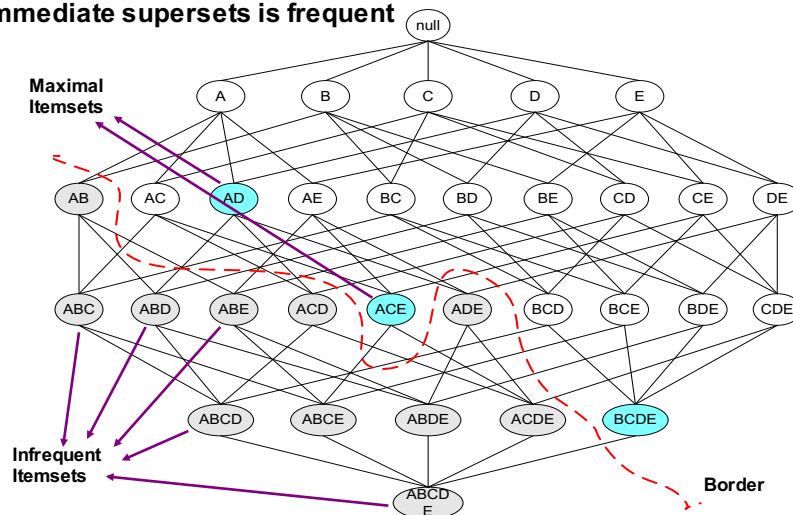 mmediate supersets is frequent
null
Maximal
Itemsets
A B C D E
AB AC AD AE BC BD BE CD CE DE
ABC ABD ABE ACD ACE ADE BCD BCE BDE CDE
ABCD ABCE ABDE ACDE BCDE
Infrequent
Itemsets
Border
ABCD
E